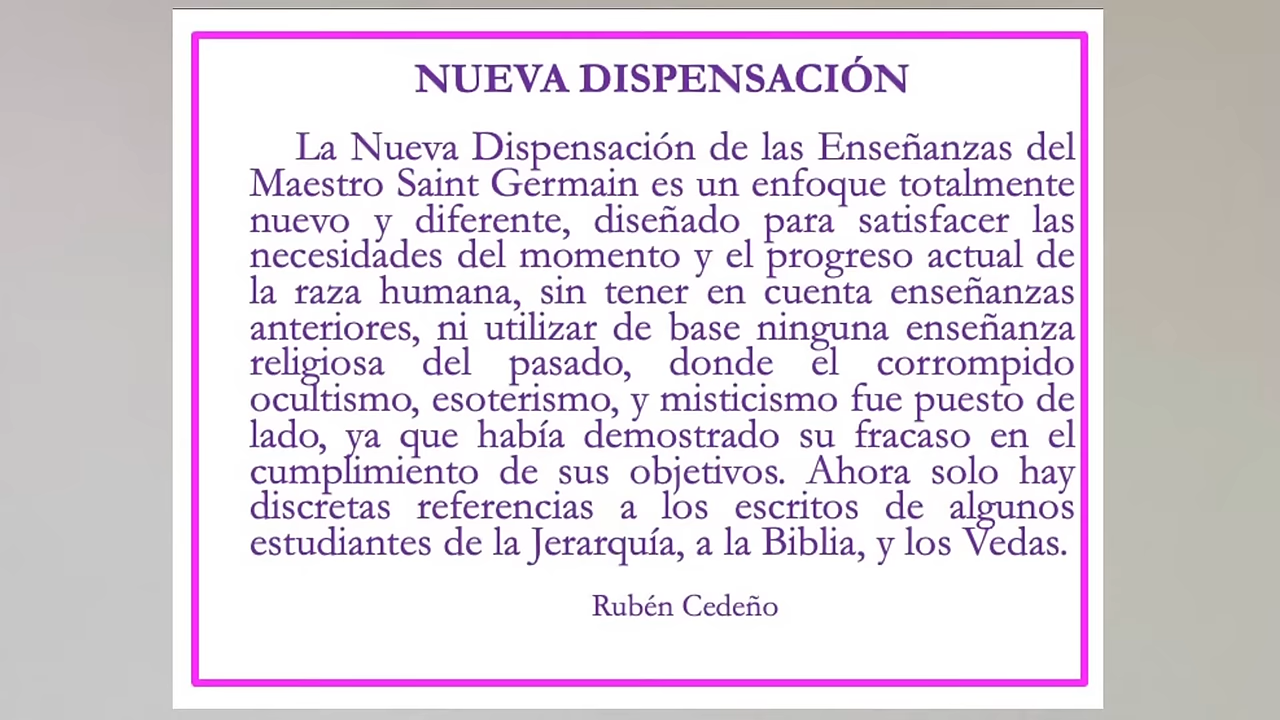 NUEVA DISPENSACIÓN
La Nueva Dispensación de las Enseñanzas del
Maestro Saint Germain es un enfoque totalmente
nuevo y diferente, diseñado para satisfacer las
necesidades del momento y el progreso actual de
la raza humana, sin tener en cuenta enseñanzas
anteriores, ni utilizar de base ninguna enseñanza
religiosa del pasado, donde el corrompido
ocultismo, esoterismo, y misticismo fue puesto de
lado, ya que había demostrado su fracaso en el
cumplimiento de sus objetivos. Ahora solo hay
discretas referencias a los escritos de algunos
estudiantes de la Jerarquía, a la Biblia, y los Vedas.
Rubén Cedeño